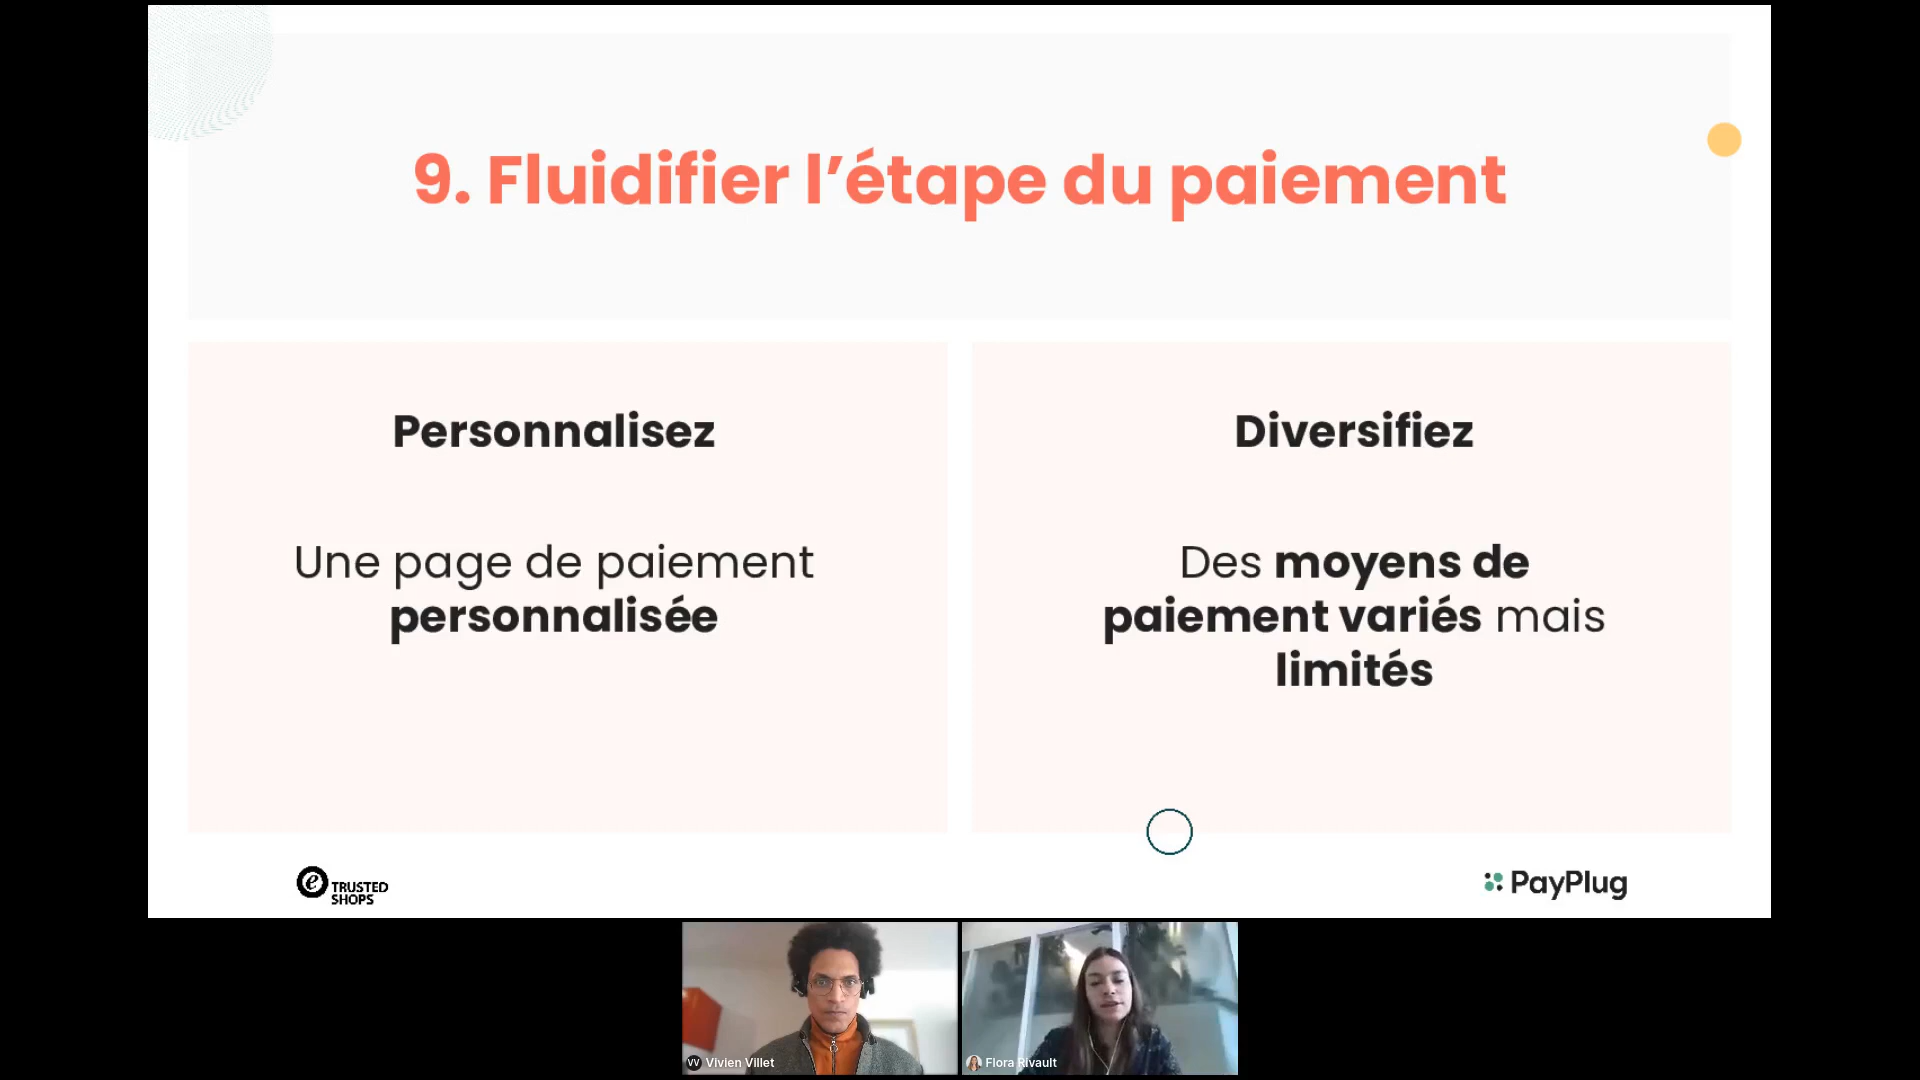 9. Fluidifier l’étape du paiement
Personnalisez
Une page de paiement
personnalisée
Diversifiez
Des moyens de
paiement variés mais
limités
e TRUSTED
SHOPS
PayPlug
VV Vivien Villet
Flora Rivault